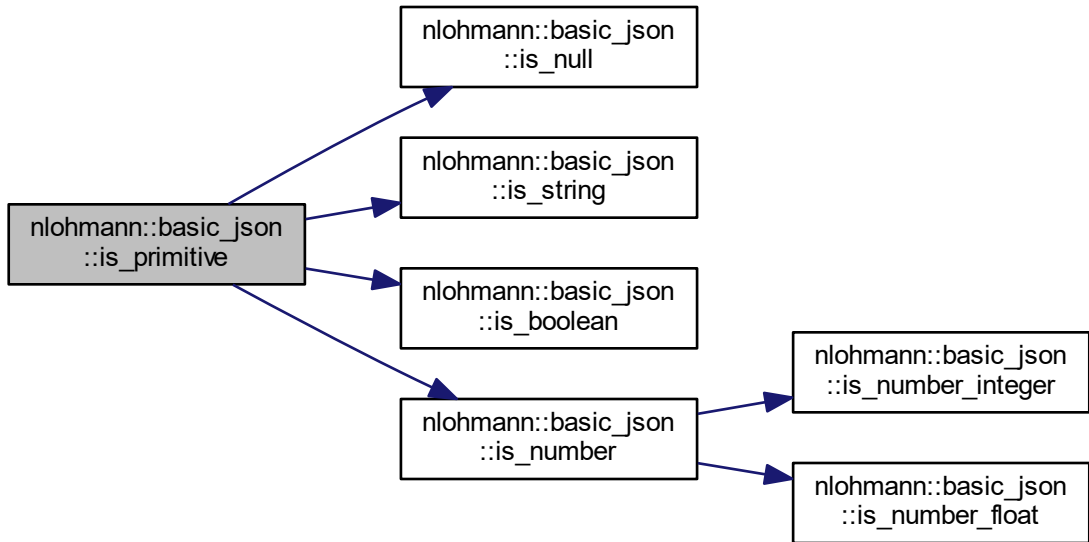 nlohmann::basic_json
::is_null
nlohmann::basic_json
::is_string
nlohmann::basic_json
::is_primitive
nlohmann::basic_json
::is_boolean
nlohmann::basic_json
::is_number
nlohmann::basic_json
::is_number_integer
nlohmann::basic_json
::is_number_float